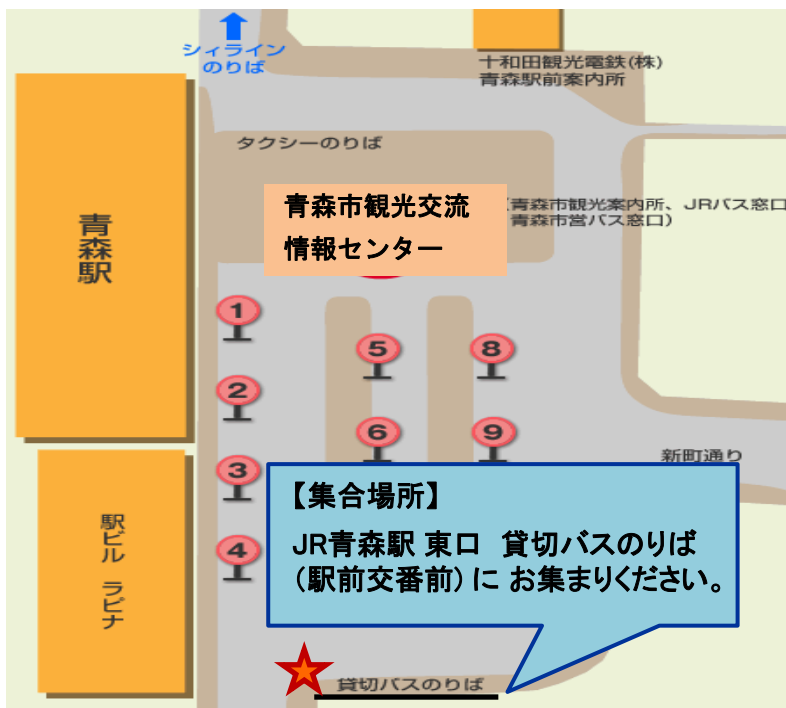 シィライン
のりば
十和田観光電鉄(株)
青森駅前案内所
タクシーのりば
青森市観光交流
情報センター
青森市観光案内所、JRバス窓口
青森市営バス窓口)
青森駅
1
5
8
2
6
9
新町通り
3
4
【集合場所】
JR青森駅 東口 貸切バスのりば
(駅前交番前) に お集まりください。
駅ビル ラビナ
貸切バスのりば